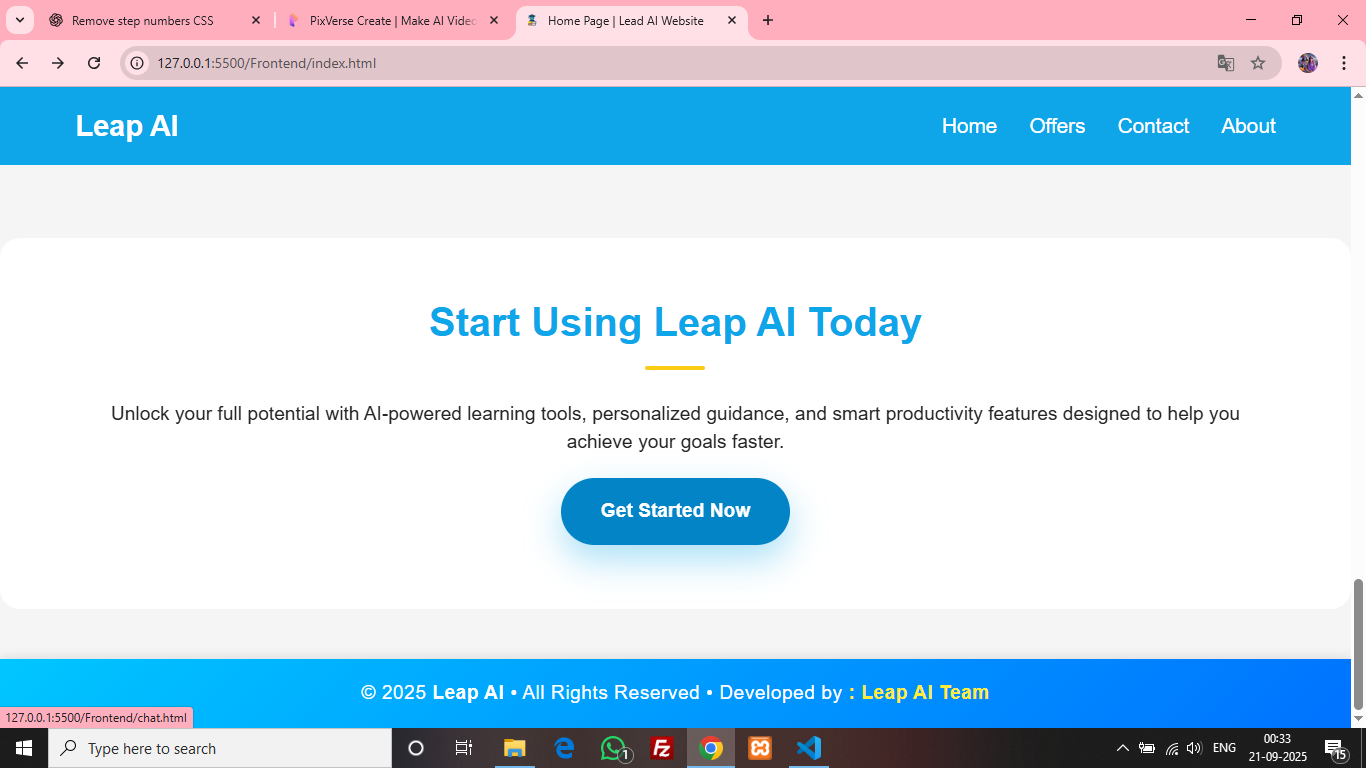 Remove step numbers CSS
PixVerse Create | Make AI Video
Home Page | Lead AI Website
127.0.0.1:5500/Frontend/index.html
Leap AI
Home
Offers
Contact
About
Start Using Leap AI Today
Unlock your full potential with AI-powered learning tools, personalized guidance, and smart productivity features designed to help you
achieve your goals faster.
Get Started Now
© 2025 Leap AI • All Rights Reserved • Developed by : Leap AI Team
127.0.0.1:5500/Frontend/chat.html
Type here to search
1
Fz
ENG
00:33
21-09-2025
15